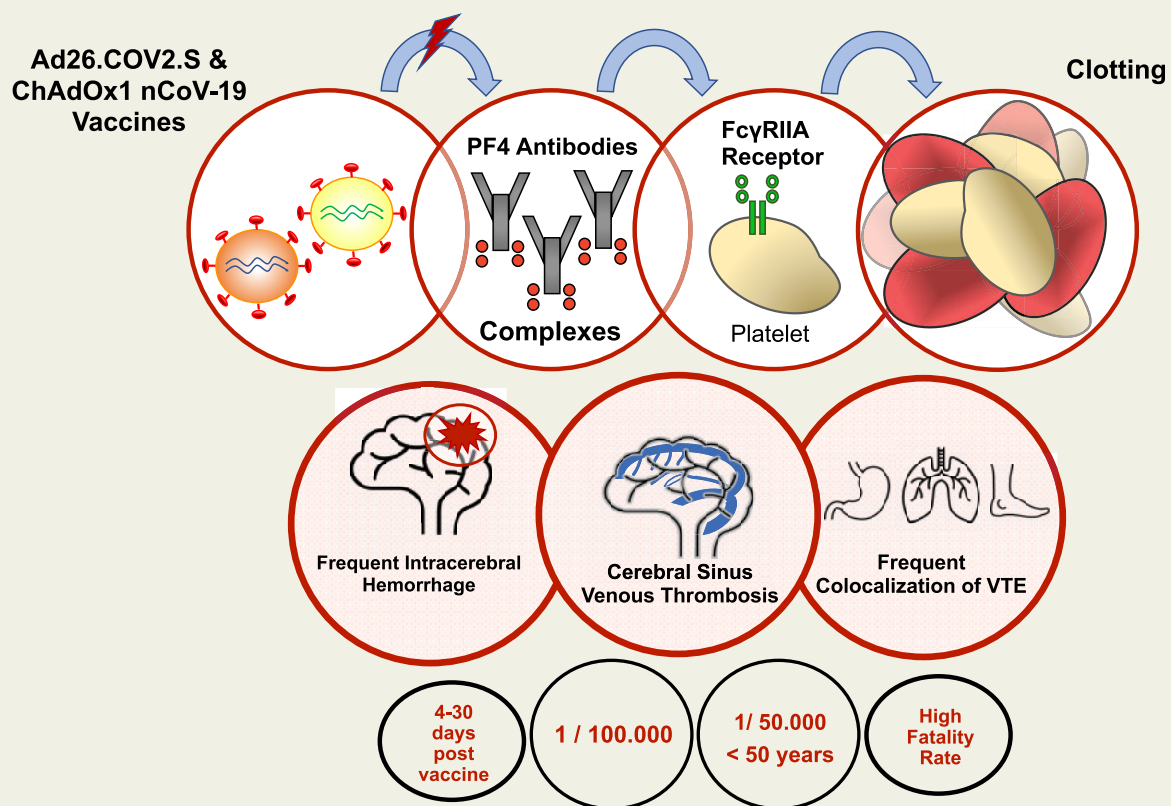 Ad26.COV2.S &
ChAdOx1 nCoV-19
Vaccines
PF4 Antibodies
Complexes
FcγRIIA
Receptor
Platelet
Clotting
Frequent Intracerebral
Hemorrhage
Cerebral Sinus
Venous Thrombosis
Frequent
Colocalization of VTE
4-30
days
post
vaccine
1 / 100.000
1/ 50.000
< 50 years
High
Fatality
Rate